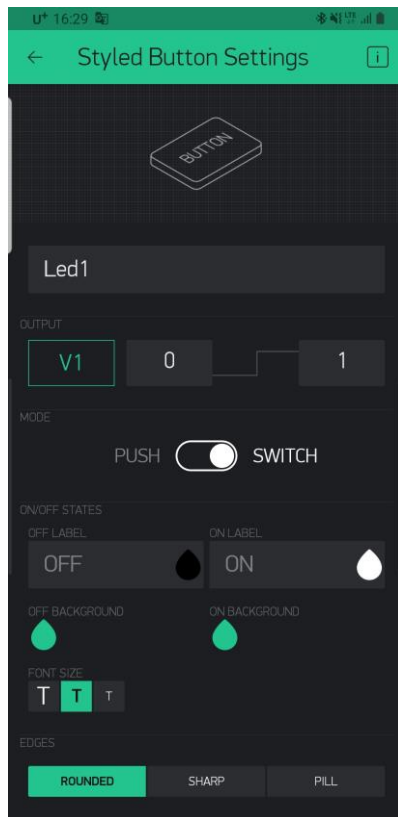 U+ 16:29
Styled Button Settings
BUTTON
Led1
OUTPUT
V1 0 1
MODE
PUSH SWITCH
ON/OFF STATES
OFF LABEL ON LABEL
OFF ON
OFF BACKGROUND ON BACKGROUND
FONT SIZE
T T T
EDGES
ROUNDED SHARP PILL